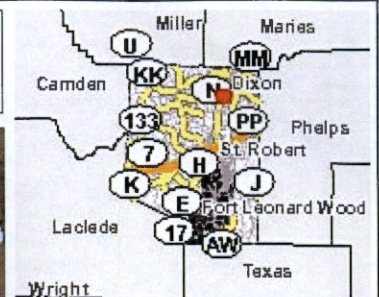 Miller
Maries
U
MM
KK
Camden
N
Dixon
133
PP
Phelps
7
St. Robert
H
K
J
E
Fort Leonard Wood
Laclede
17
AW
Texas
Wright